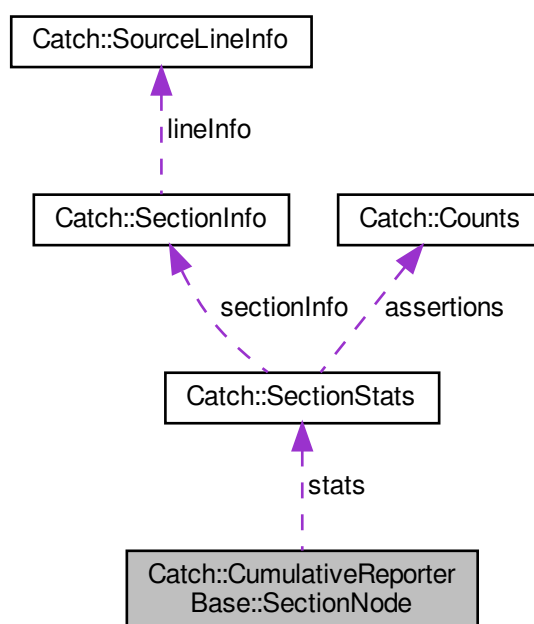 Catch::SourceLineInfo
lineInfo
Catch::SectionInfo
Catch::Counts
sectionInfo
assertions
Catch::SectionStats
stats
Catch::CumulativeReporter
Base::SectionNode